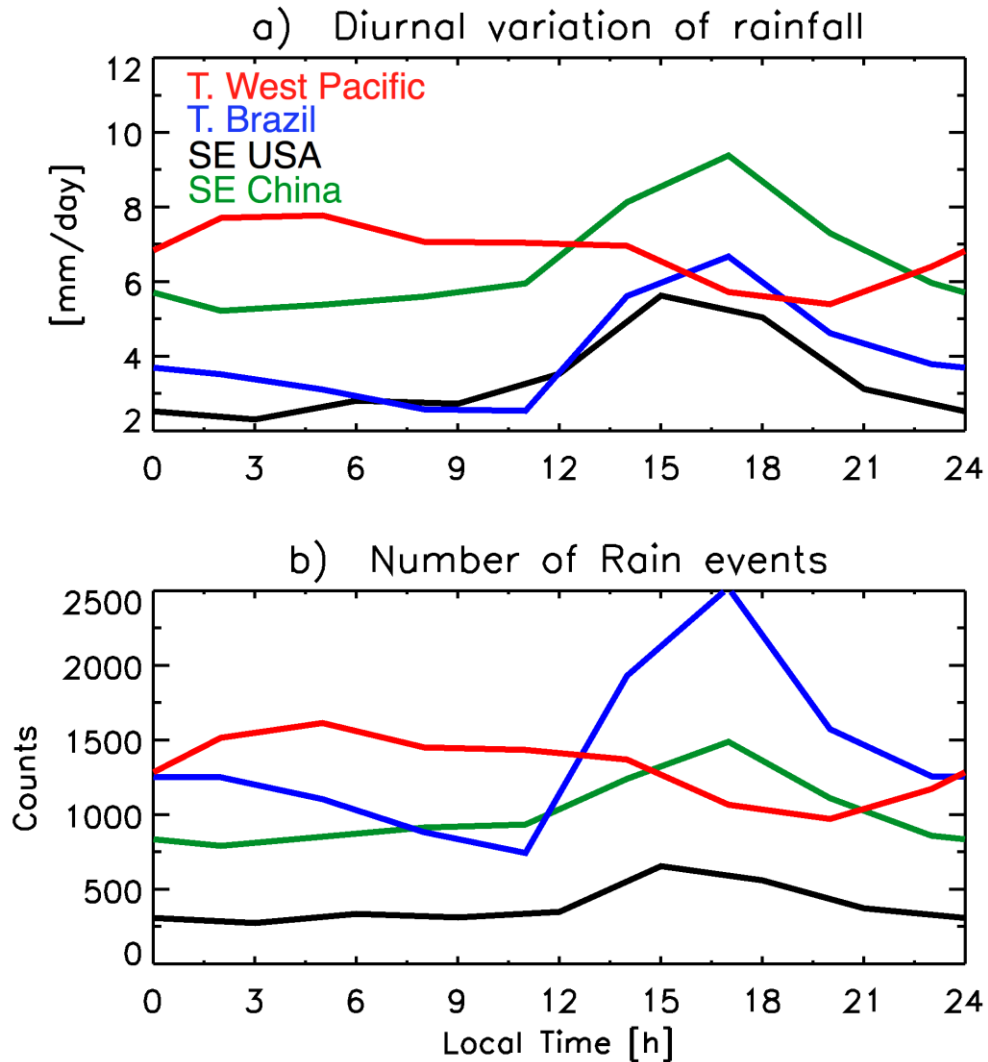 a) Diurnal variation of rainfall
12
10
8
6
4
2
[mm/day]
T. West Pacific
T. Brazil
SE USA
SE China
0 3 6 9 12 15 18 21 24
b) Number of Rain events
2500
2000
1500
1000
500
0
Counts
0 3 6 9 12 15 18 21 24
Local Time [h]